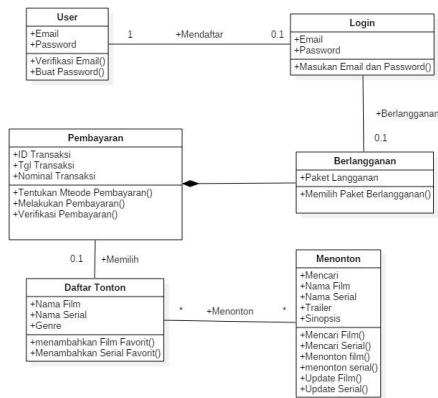 User
+Email
+Password
+Verifikasi Email()
+Buat Password()
1
+Mendaftar
0.1
Login
+Email
+Password
+Masukan Email dan Password()
+Berlangganan
0.1
Pembayaran
+ID Transaksi
+Tgl Transaksi
+Nominal Transaksi
+Tentukan Mteode Pembayaran()
+Melakukan Pembayaran()
+Verifikasi Pembayaran()
Berlangganan
+Paket Langganan
+Memilih Paket Berlangganan()
0.1
+Memilih
Daftar Tonton
+Nama Film
+Nama Serial
+Genre
+menambahkan Film Favorit()
+Menambahkan Serial Favorit()
*
+Menonton
*
Menonton
+Mencari
+Nama Film
+Nama Serial
+Trailer
+Sinopsis
+Mencari Film()
+Mencari Serial()
+Menonton film()
+menonton serial()
+Update Film()
+Update Serial()